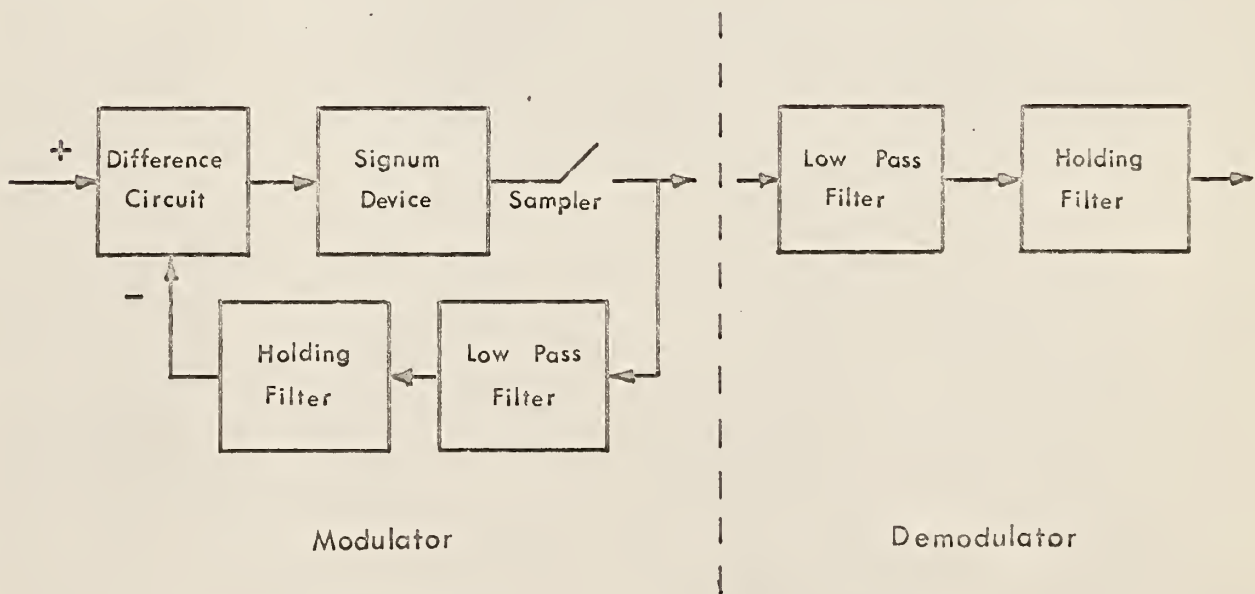 +
Difference
Circuit
Signum
Device
Sampler
Low Pass
Filter
Holding
Filter
-
Holding
Filter
Low Pass
Filter
Modulator
Demodulator